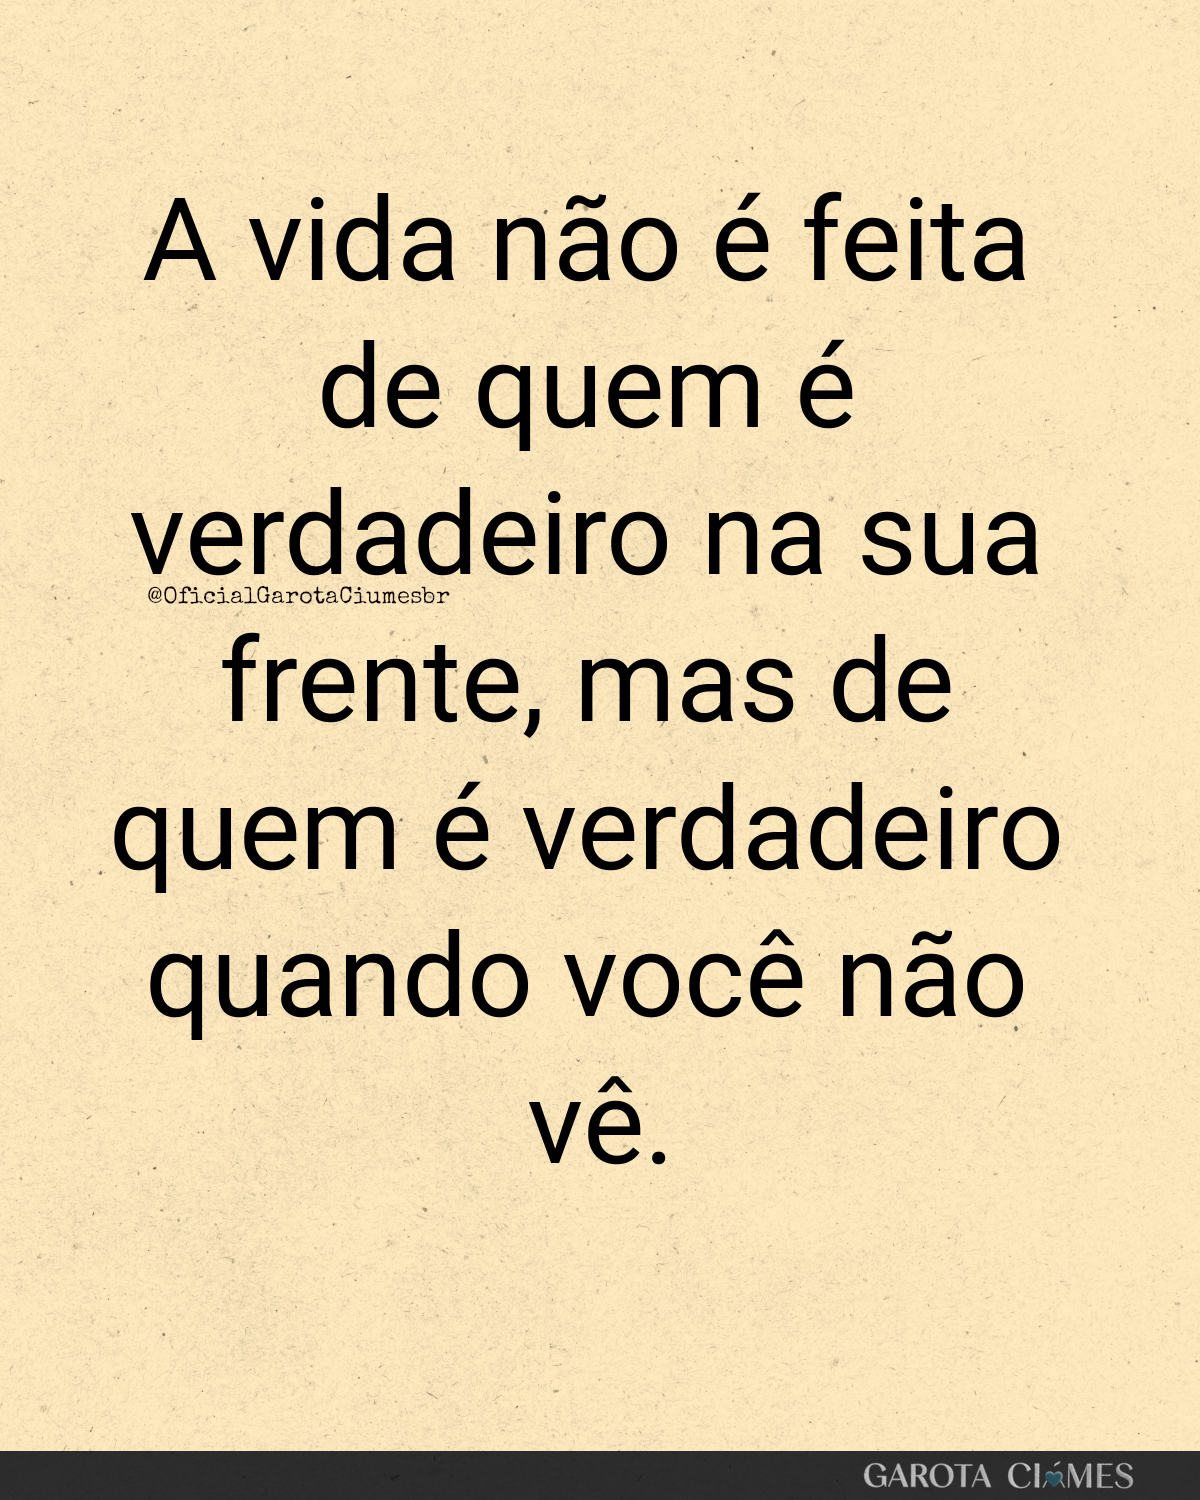 A vida não é feita
de quem é
verdadeiro na sua
@OficialGarotaCiumesbr
frente, mas de
quem é verdadeiro
quando você não
vê.
GAROTA CIÚMES